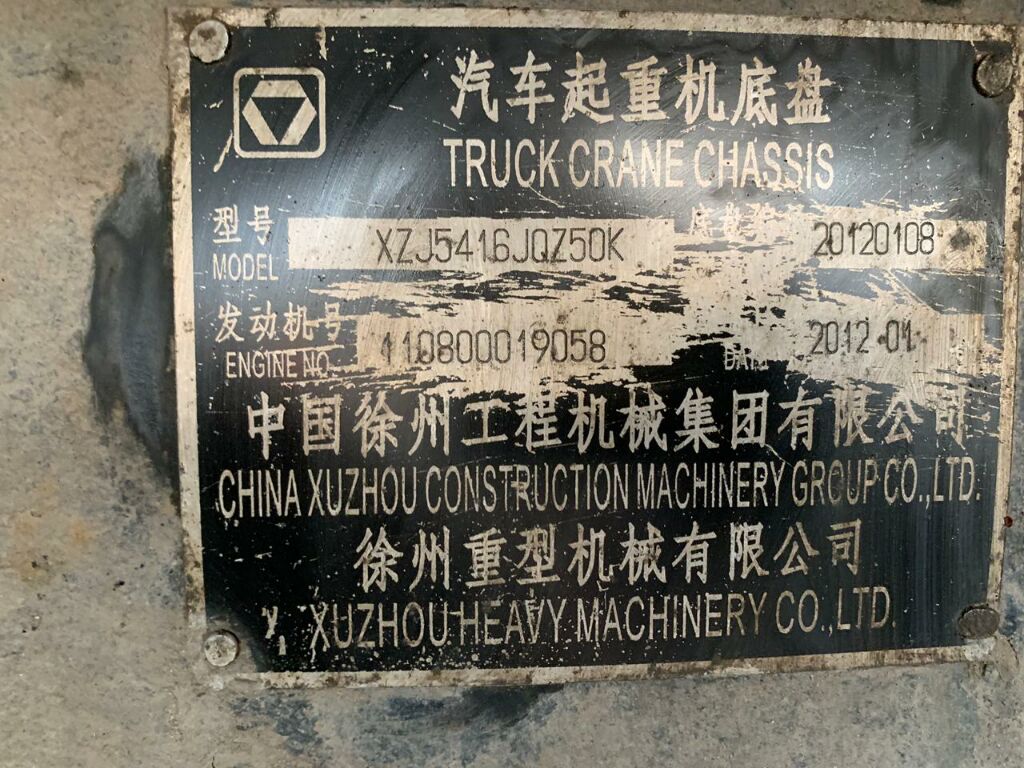 汽车起重机底盘
TRUCK CRANE CHASSIS
型号 XZJ5416JQZ50K 20120108
MODEL
发动机号 110800019058 2012.01
ENGINE NO.
中国徐州工程机械集团有限公司
CHINA XUZHOU CONSTRUCTION MACHINERY GROUP CO.,LTD.
徐州重型机械有限公司
XUZHOU HEAVY MACHINERY CO.,LTD.